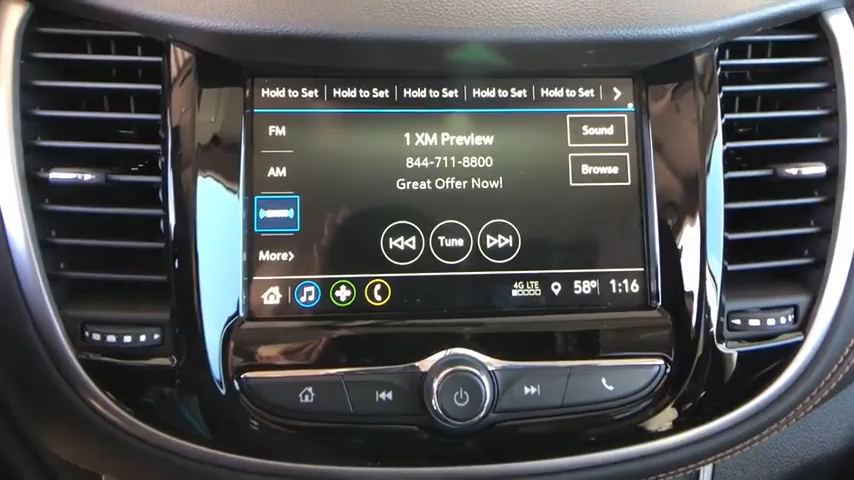 Hold to Set | Hold to Set | Hold to Set | Hold to Set | Hold to Set
FM
1 XM Preview
Sound
844-711-8800
AM
Browse
Great Offer Now!
Tune
More>
4G LTE
58°
1:16